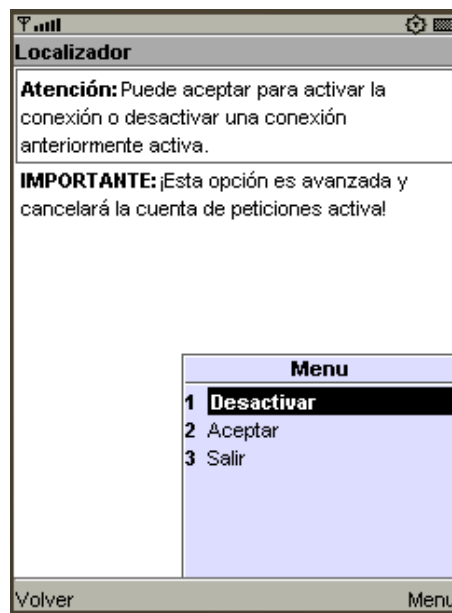 Localizador
Atención: Puede aceptar para activar la
conexión o desactivar una conexión
anteriormente activa.
IMPORTANTE: ¡Esta opción es avanzada y
cancelará la cuenta de peticiones activa!
Menu
1 Desactivar
2 Aceptar
3 Salir
Volver Menu